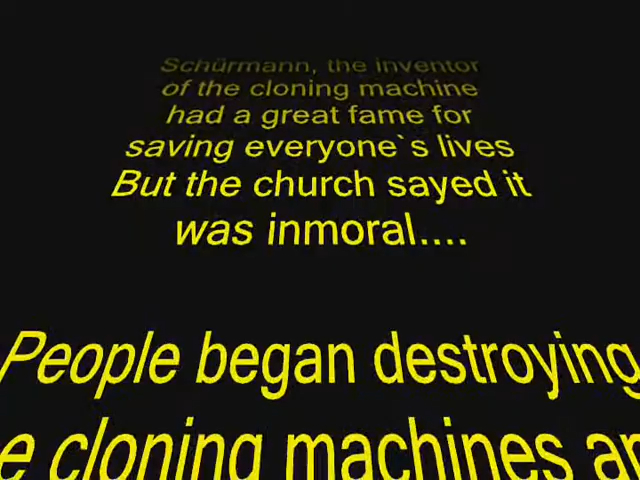 Schürmann, the inventor
of the cloning machine
had a great fame for
saving everyone`s lives
But the church sayed it
was inmoral....
People began destroying
cloning machines